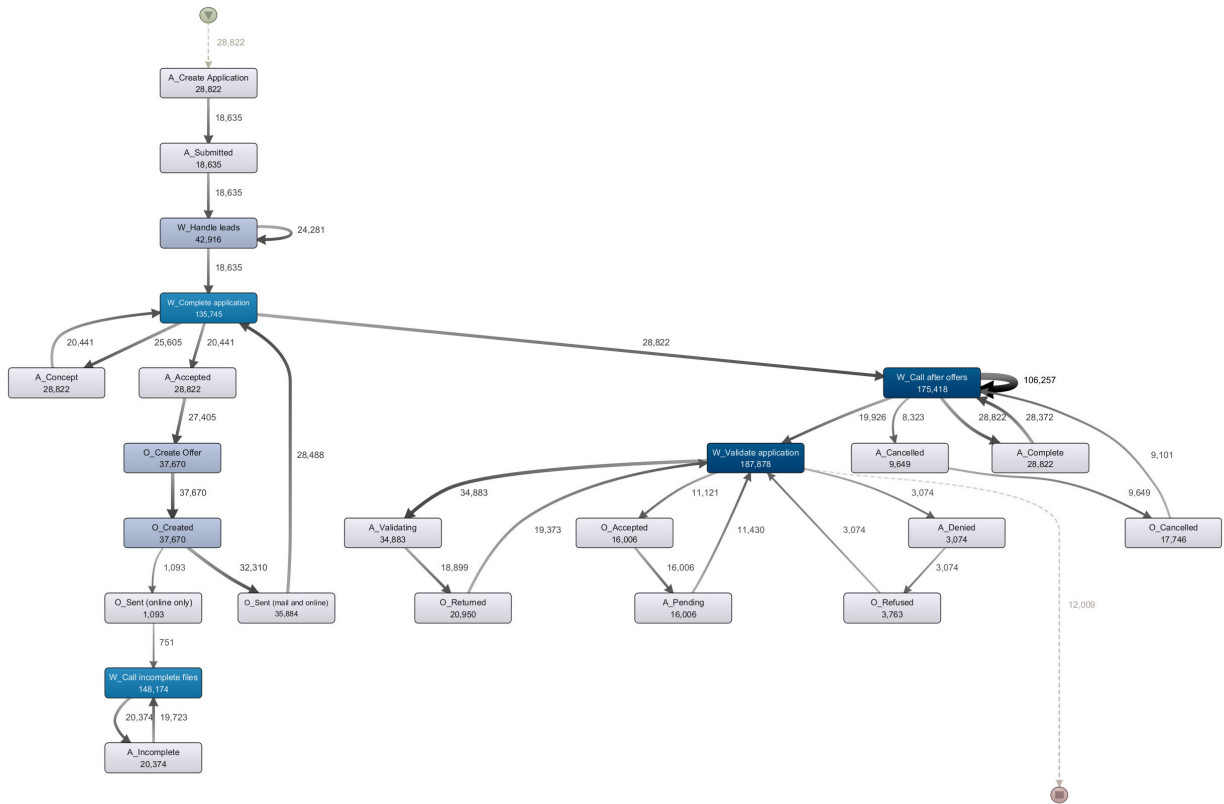 28,822
A_Create Application
28,822
18,635
A_Submitted
18,635
18,635
W_Handle leads
42,916
24,281
18,635
W_Complete application
135,745
20,441
25,605
20,441
28,822
A_Concept
28,822
A_Accepted
28,822
W_Call after offers
175,418
106,257
27,405
19,926
8,323
28,822
28,372
O_Create Offer
37,670
28,488
W_Validate application
187,878
A_Cancelled
9,649
A_Complete
28,822
9,101
37,670
34,883
11,121
3,074
9,649
O_Created
37,670
A_Validating
34,883
19,373
O_Accepted
16,006
11,430
3,074
A_Denied
3,074
O_Cancelled
17,746
1,093
32,310
18,899
16,006
3,074
O_Sent (online only)
1,093
O_Sent (mail and online)
35,884
O_Returned
20,950
A_Pending
16,006
O_Refused
3,763
12,009
751
W_Call incomplete files
148,174
20,374
19,723
A_Incomplete
20,374